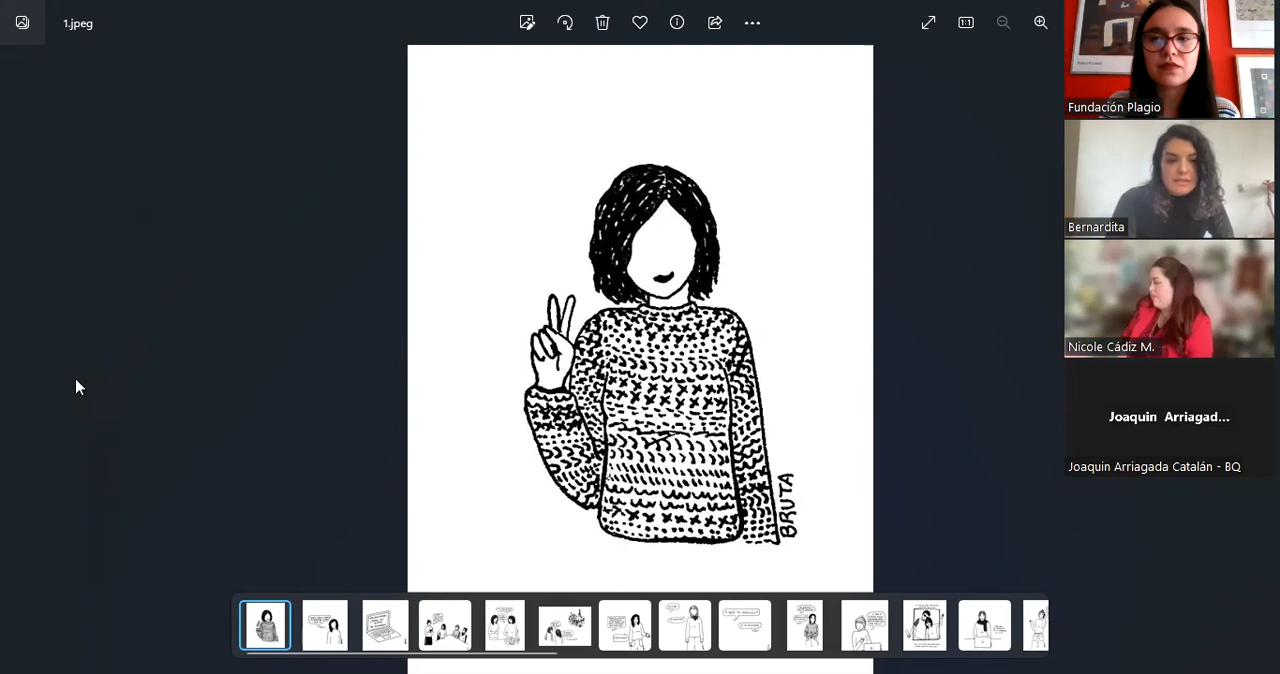 1.jpeg
Fundación Plagio
Bernardita
Nicole Cádiz M.
Joaquin Arriagad...
Joaquin Arriagada Catalán - BQ
BRUTA